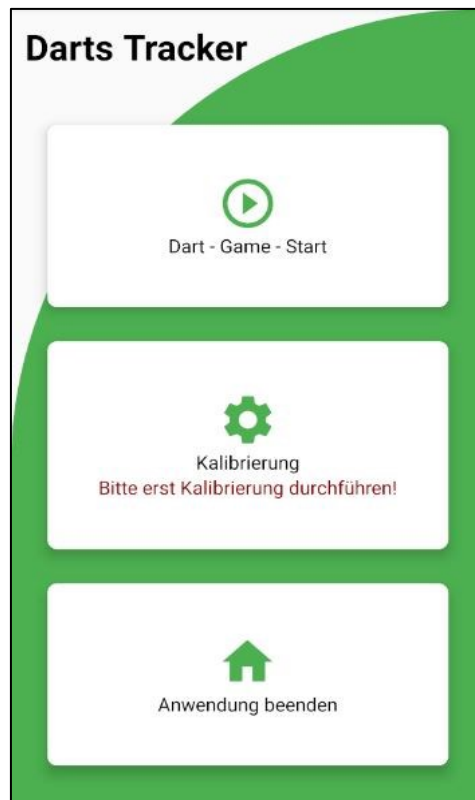 Darts Tracker
Dart - Game - Start
Kalibrierung
Bitte erst Kalibrierung durchführen!
Anwendung beenden